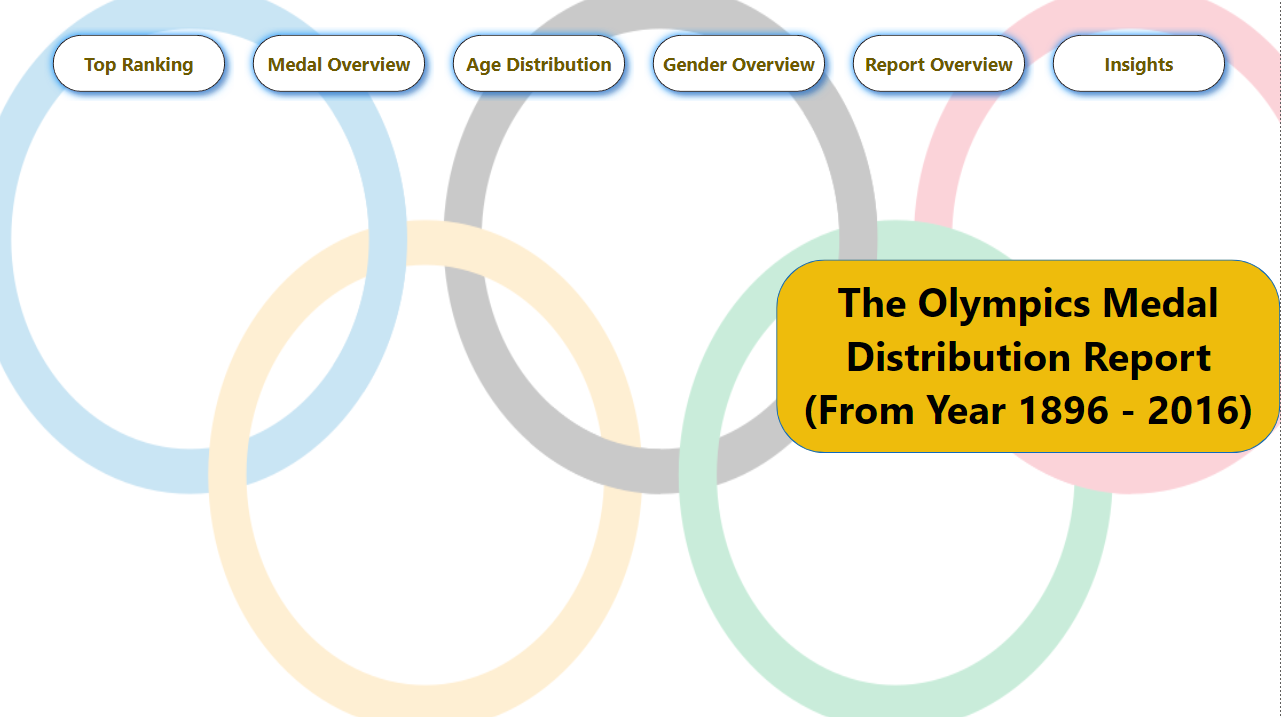 Top Ranking
Medal Overview
Age Distribution
Gender Overview
Report Overview
Insights
The Olympics Medal
Distribution Report
(From Year 1896 - 2016)